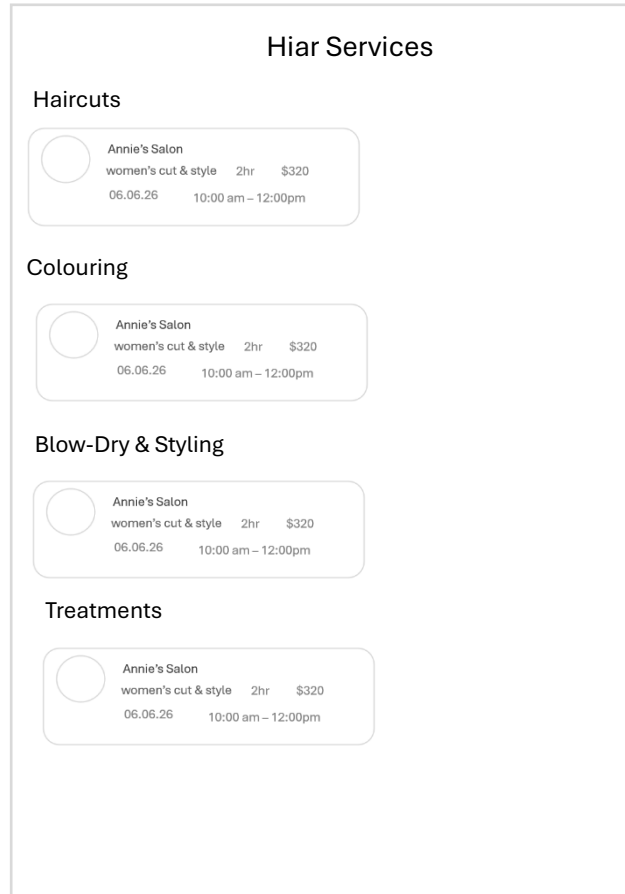 Hiar Services
Haircuts
Annie's Salon
women's cut & style 2hr $320
06.06.26 10:00 am – 12:00pm
Colouring
Annie's Salon
women's cut & style 2hr $320
06.06.26 10:00 am – 12:00pm
Blow-Dry & Styling
Annie's Salon
women's cut & style 2hr $320
06.06.26 10:00 am – 12:00pm
Treatments
Annie's Salon
women's cut & style 2hr $320
06.06.26 10:00 am – 12:00pm